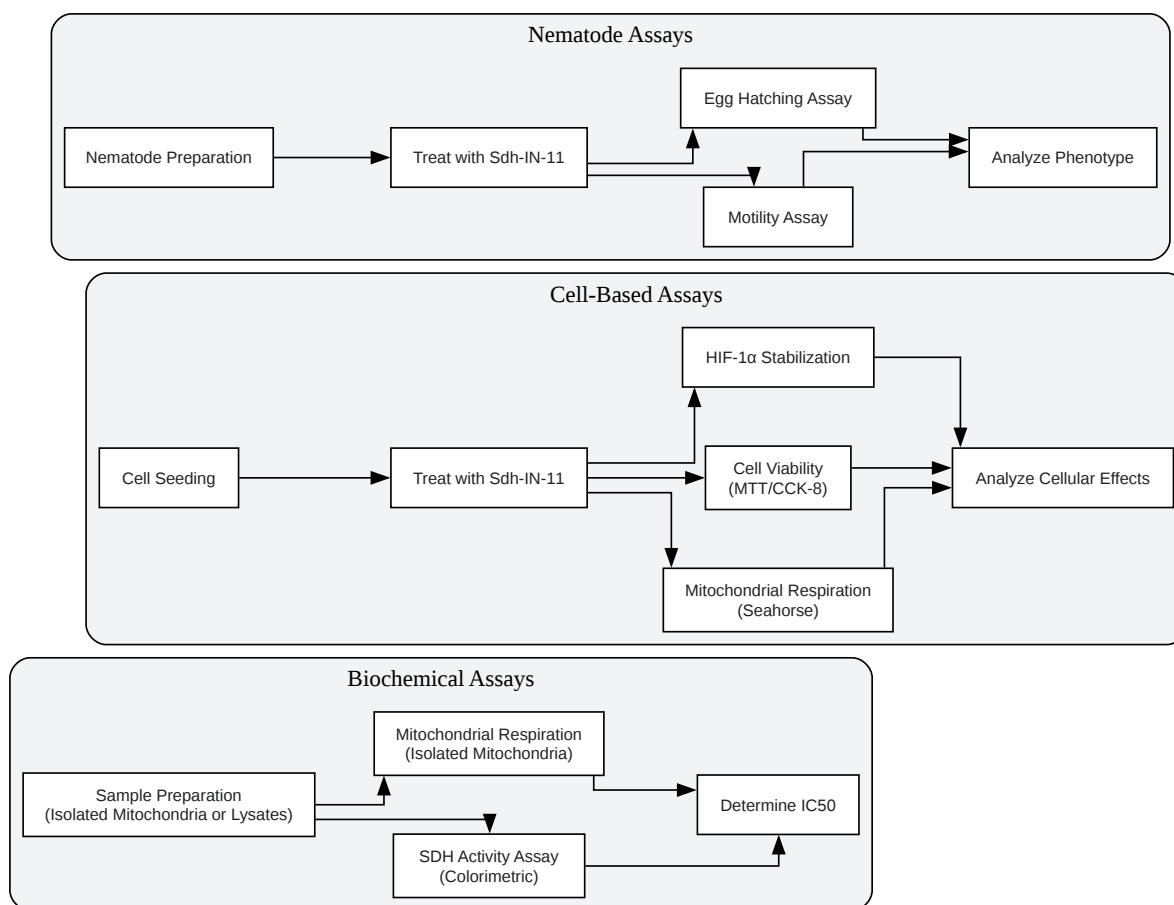 Nematode Assays
Egg Hatching Assay
Nematode Preparation
Treat with Sdh-IN-11
Analyze Phenotype
Motility Assay
Cell-Based Assays
HIF-1α Stabilization
Cell Seeding
Treat with Sdh-IN-11
Cell Viability
(MTT/CCK-8)
Analyze Cellular Effects
Mitochondrial Respiration
(Seahorse)
Biochemical Assays
Mitochondrial Respiration
(Isolated Mitochondria)
Sample Preparation
(Isolated Mitochondria or Lysates)
Determine IC50
SDH Activity Assay
(Colorimetric)